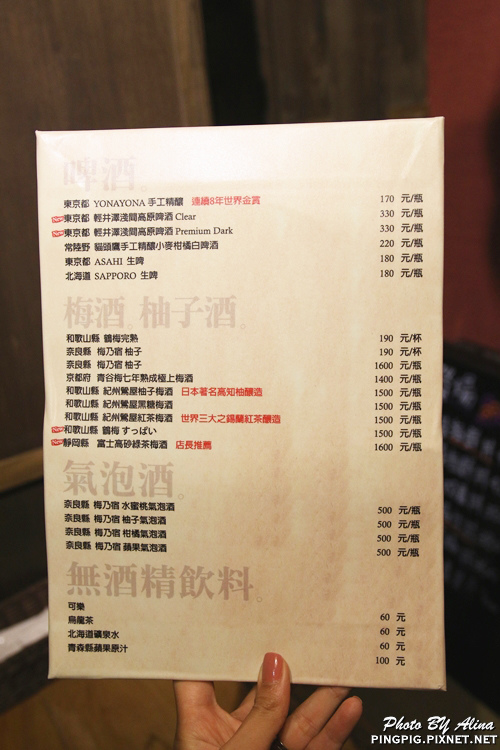 啤酒。
東京都 YONAYONA 手工精釀 連續8年世界金賞 170 元/瓶
New 東京都 輕井澤淺間高原啤酒 Clear 330 元/瓶
New 東京都 輕井澤淺間高原啤酒 Premium Dark 330 元/瓶
常陸野 貓頭鷹手工精釀小麥柑橘白啤酒 220 元/瓶
東京都 ASAHI 生啤 180 元/瓶
北海道 SAPPORO 生啤 180 元/瓶
梅酒。柚子酒。
和歌山縣 鶴梅完熟 190 元/杯
奈良縣 梅乃宿 柚子 190 元/杯
奈良縣 梅乃宿 柚子 1600 元/瓶
京都府 青谷梅七年熟成極上梅酒 1400 元/瓶
和歌山縣 紀州鶯屋柚子梅酒 日本著名高知柚釀造 1500 元/瓶
和歌山縣 紀州鶯屋黑糖梅酒 1500 元/瓶
和歌山縣 紀州鶯屋紅茶梅酒 世界三大之錫蘭紅茶釀造 1500 元/瓶
New 和歌山縣 鶴梅 すっぱい 1500 元/瓶
New 靜岡縣 富士高砂綠茶梅酒 店長推薦 1600 元/瓶
氣泡酒。
奈良縣 梅乃宿 水蜜桃氣泡酒 500 元/瓶
奈良縣 梅乃宿 柚子氣泡酒 500 元/瓶
奈良縣 梅乃宿 柑橘氣泡酒 500 元/瓶
奈良縣 梅乃宿 蘋果氣泡酒 500 元/瓶
無酒精飲料。
可樂 60 元
烏龍茶 60 元
北海道礦泉水 60 元
青森縣蘋果原汁 100 元
Photo BY Alina
PINGPIG.PIXNET.NET